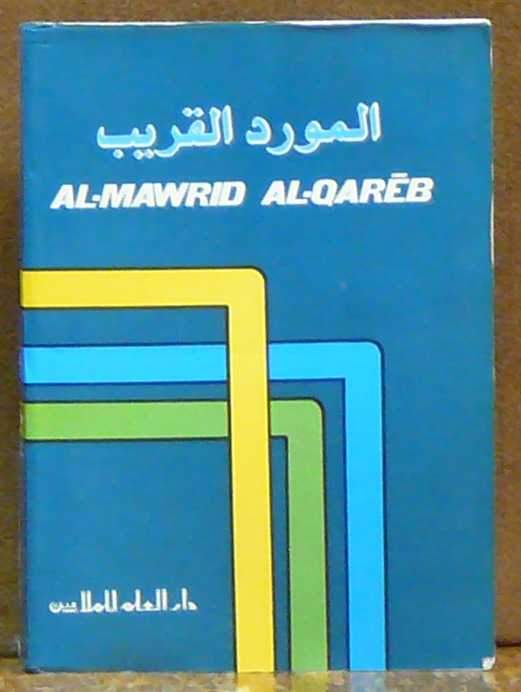 المورد القريب
AL-MAWRID AL-QARĒB
دار العلم للملايين